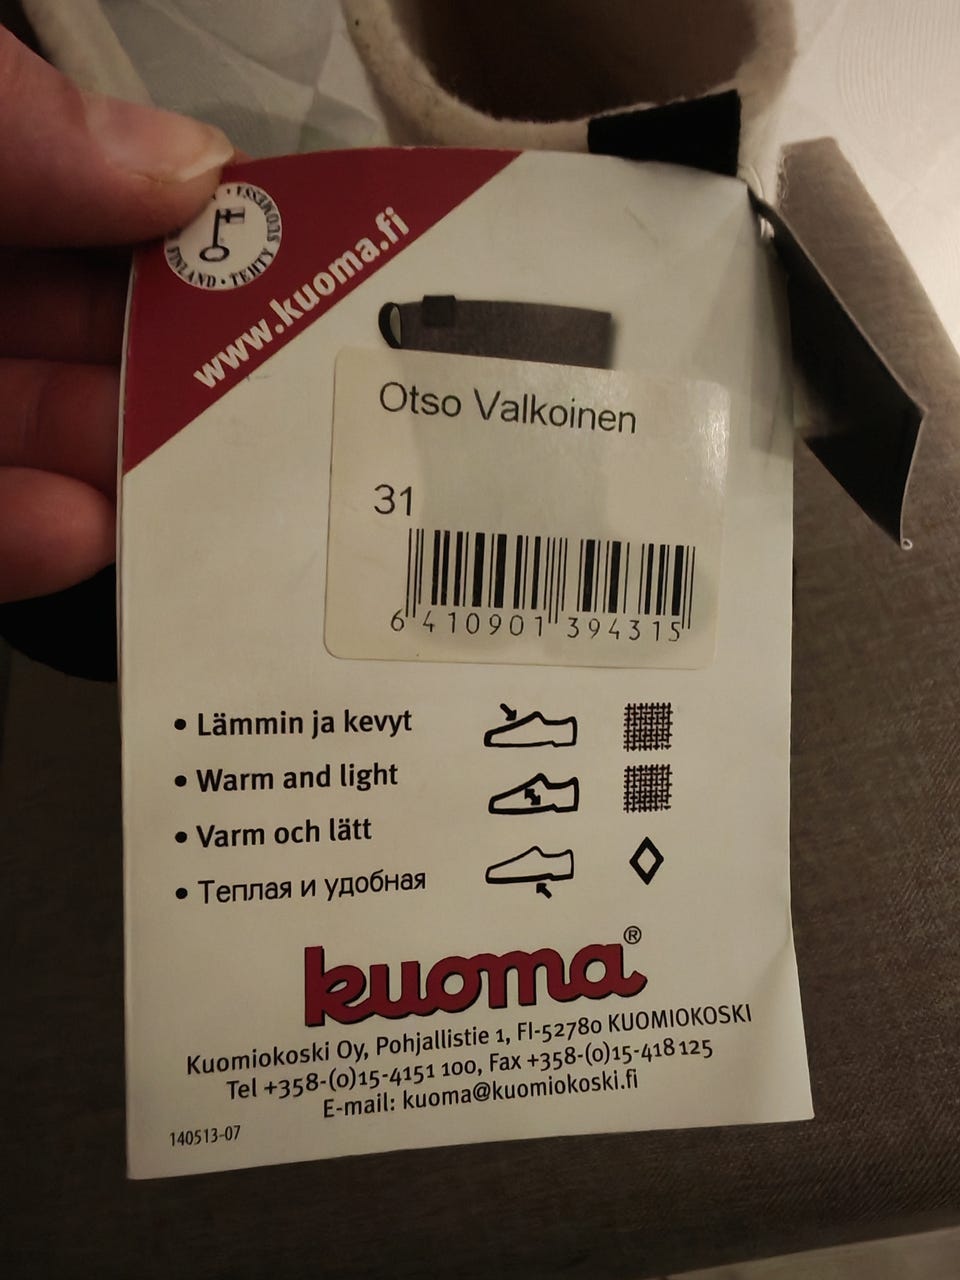 SUOMESSA
FINLAND • TEHTY
www.kuoma.fi
Otso Valkoinen
31
6 410901 394315
• Lämmin ja kevyt
• Warm and light
• Varm och lätt
• Теплая и удобная
kuoma®
Kuomiokoski Oy, Pohjallistie 1, FI-52780 KUOMIOKOSKI
Tel +358-(0)15-4151 100, Fax +358-(0)15-418 125
E-mail: kuoma@kuomiokoski.fi
140513-07